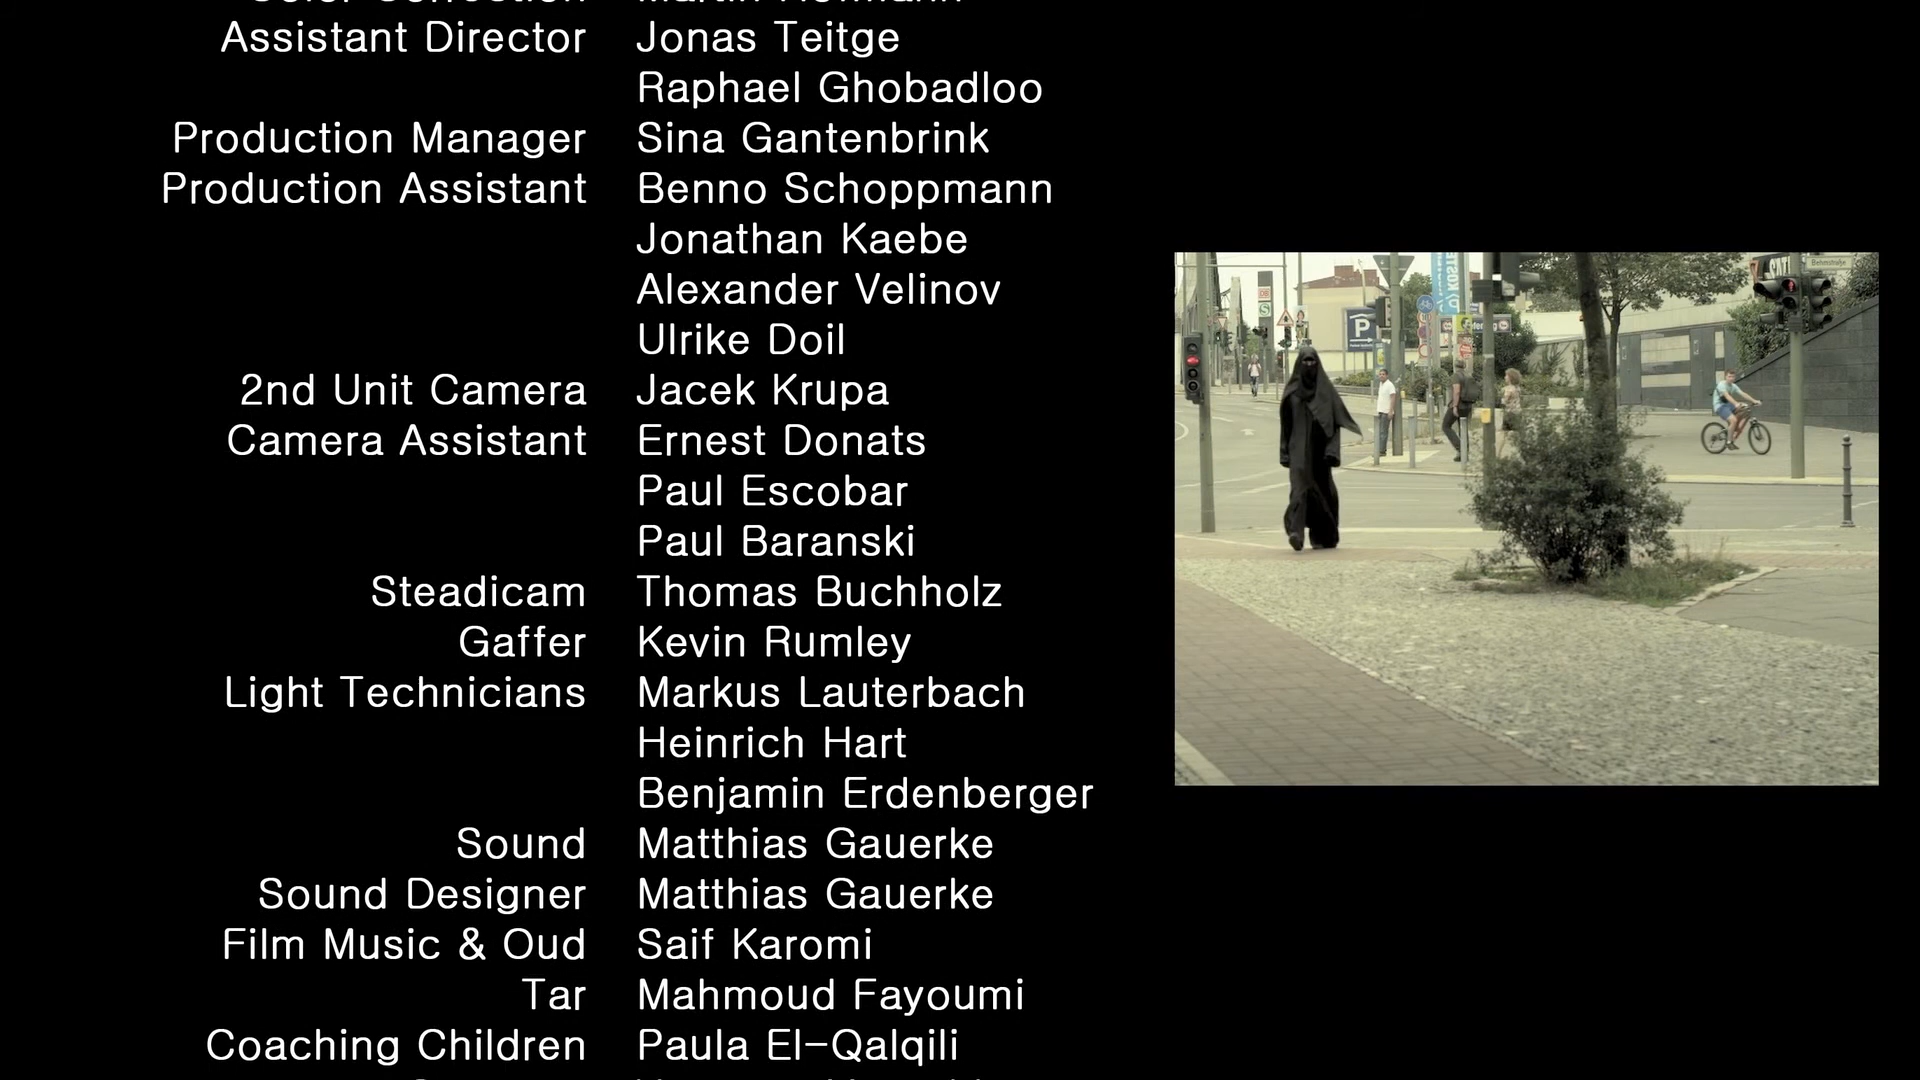 Assistant Director Jonas Teitge
Raphael Ghobadloo
Production Manager Sina Gantenbrink
Production Assistant Benno Schoppmann
Jonathan Kaebe
Alexander Velinov
Ulrike Doil
2nd Unit Camera Jacek Krupa
Camera Assistant Ernest Donats
Paul Escobar
Paul Baranski
Steadicam Thomas Buchholz
Gaffer Kevin Rumley
Light Technicians Markus Lauterbach
Heinrich Hart
Benjamin Erdenberger
Sound Matthias Gauerke
Sound Designer Matthias Gauerke
Film Music & Oud Saif Karomi
Tar Mahmoud Fayoumi
Coaching Children Paula El-Qalqili
DB
S
P